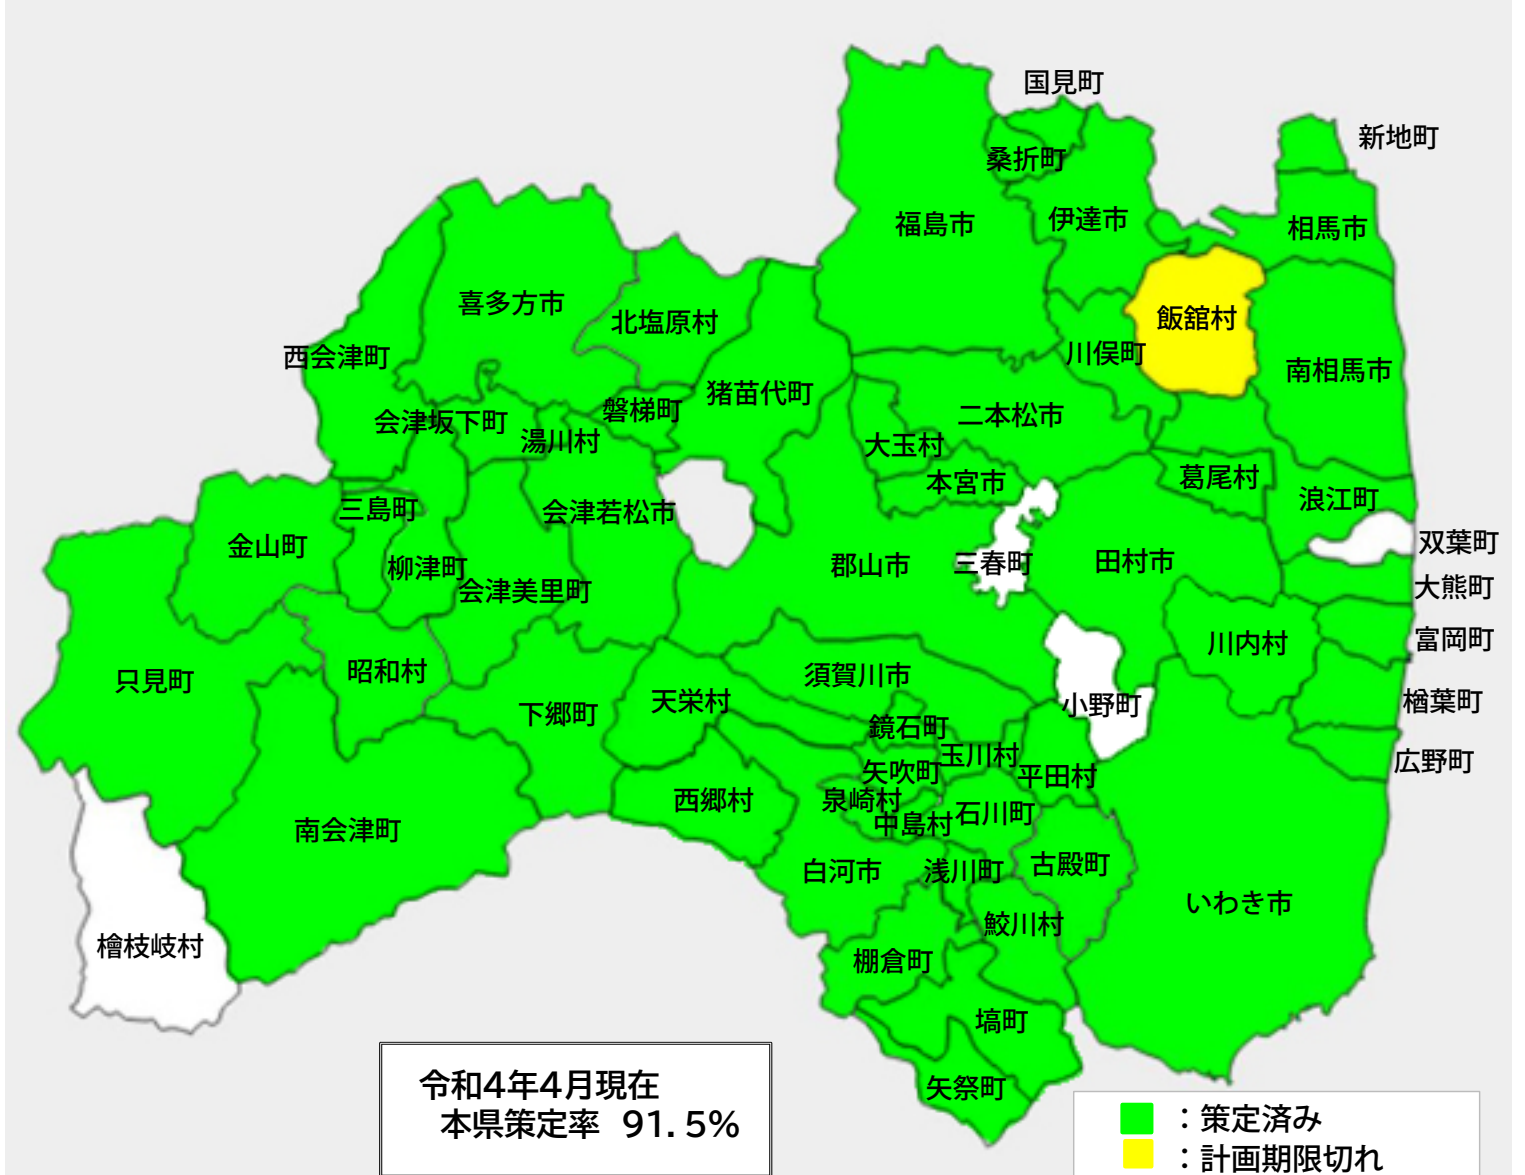 国見町
新地町
桑折町
福島市
伊達市
相馬市
喜多方市
北塩原村
飯舘村
西会津町
川俣町
南相馬市
猪苗代町
磐梯町
会津坂下町
湯川村
二本松市
大玉村
本宮市
葛尾村
浪江町
三島町
会津若松市
金山町
柳津町
会津美里町
郡山市
三春町
田村市
双葉町
大熊町
川内村
富岡町
只見町
昭和村
須賀川市
天栄村
下郷町
小野町
楢葉町
鏡石町
玉川村
矢吹町
平田村
広野町
西郷村
泉崎村
中島村
石川町
南会津町
白河市
浅川町
古殿町
いわき市
鮫川村
檜枝岐村
棚倉町
塙町
矢祭町
令和4年4月現在
本県策定率 91.5%
：策定済み
：計画期限切れ